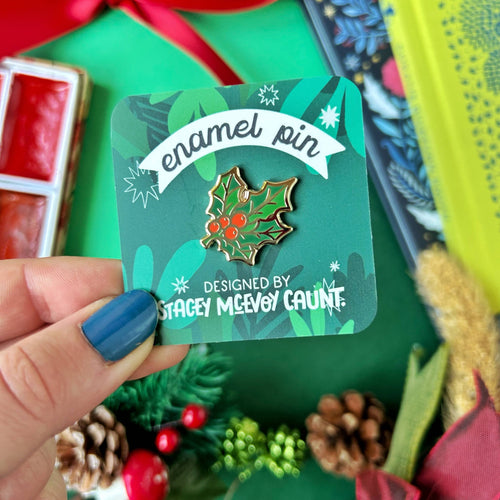 enamel pin
DESIGNED BY
STACEY McEVOY CAUNT.